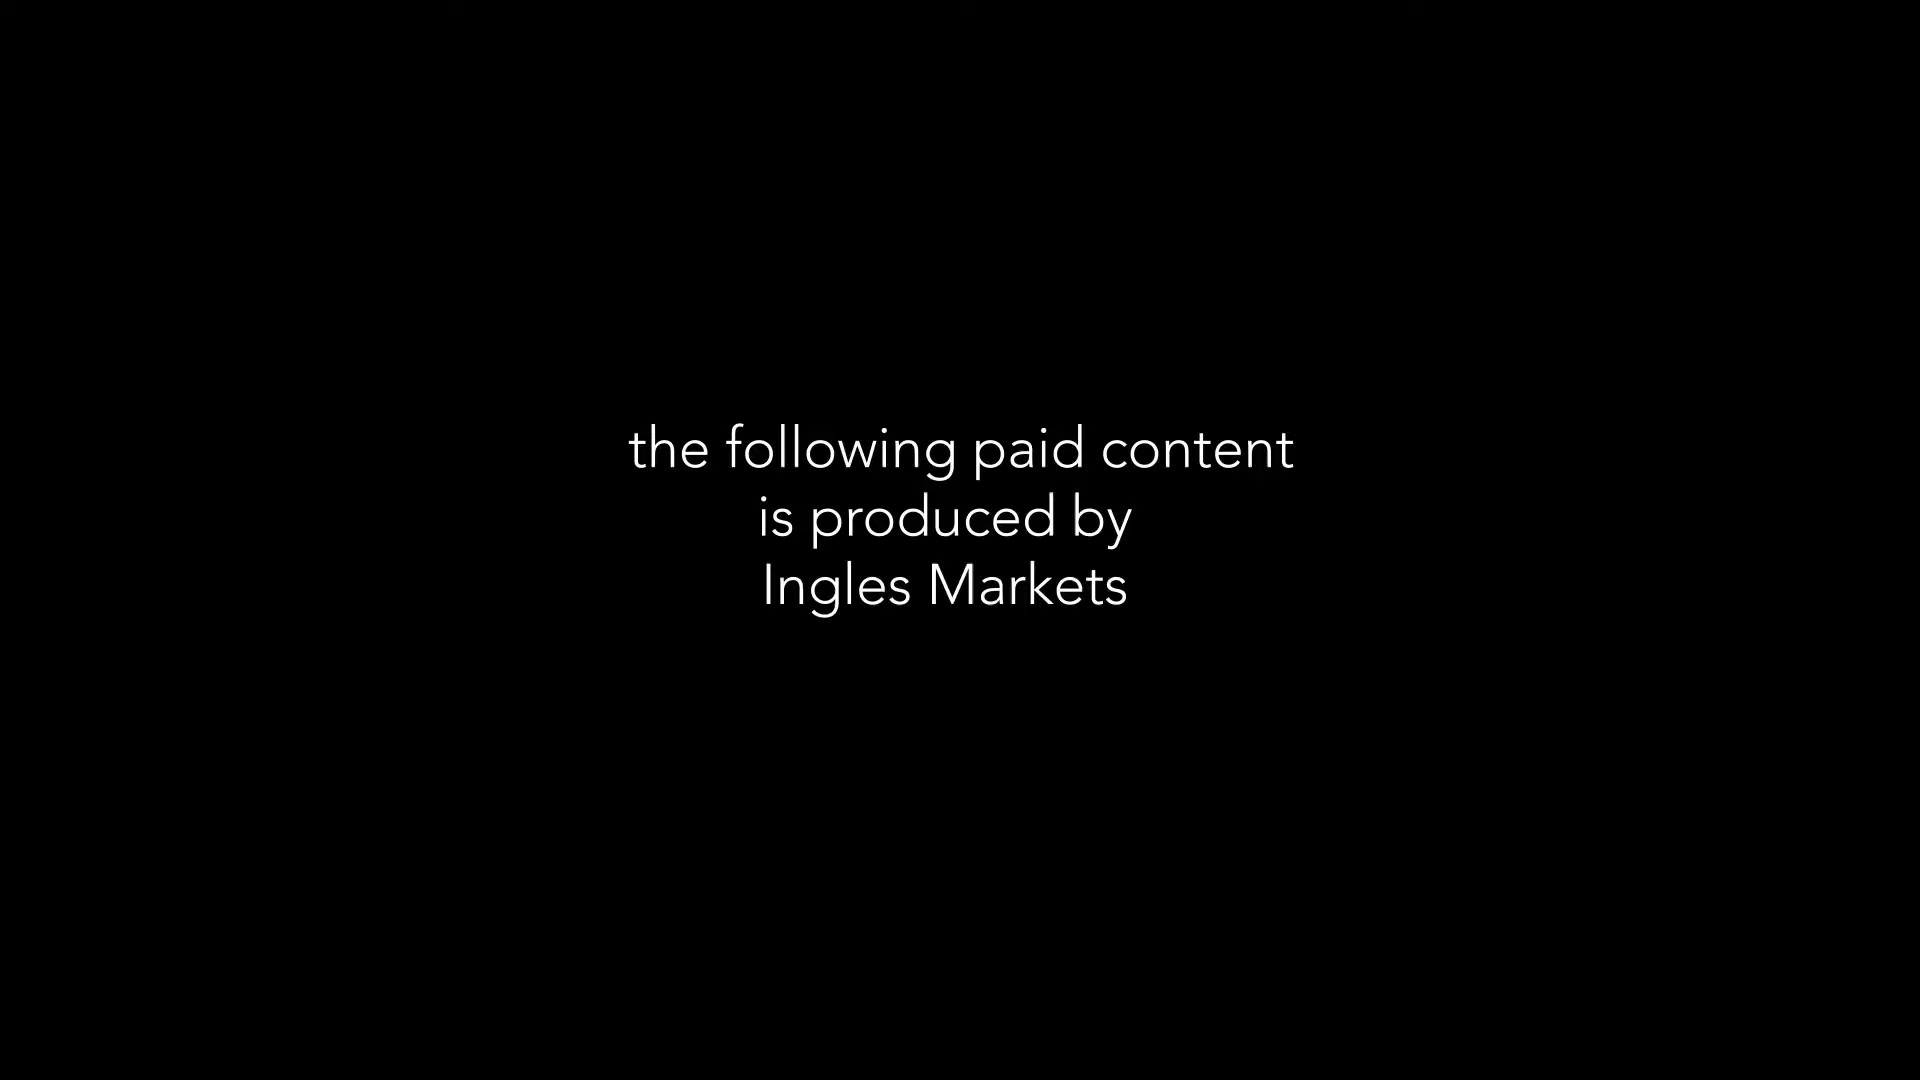 the following paid content
is produced by
Ingles Markets